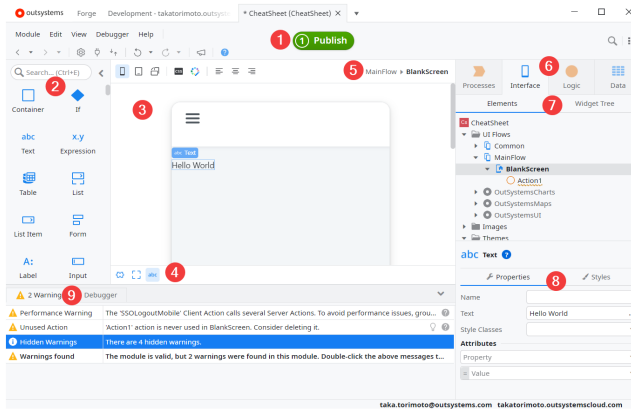 outsystems Forge Development - takatorimoto.outsyste * CheatSheet (CheatSheet)
Module Edit View Debugger Help
1 1 Publish
Search... (Ctrl+E)
5 MainFlow BlankScreen
6
Processes Interface Logic Data
2
Container If
3
7
Elements Widget Tree
abc x.y
Text Expression
abc Text
Hello World
Table List
List Item Form
A:
Label Input
4
abc
CheatSheet
UI Flows
Common
MainFlow
BlankScreen
Action1
OutSystemsCharts
OutSystemsMaps
OutSystemsUI
Images
Themes
abc Text ?
8
Properties Styles
Name
Text Hello World
Style Classes
Attributes
Property
= Value
9
2 Warning Debugger
Performance Warning The 'SSOLogoutMobile' Client Action calls several Server Actions. To avoid performance issues, grou...
Unused Action 'Action1' action is never used in BlankScreen. Consider deleting it.
Hidden Warnings There are 4 hidden warnings.
Warnings found The module is valid, but 2 warnings were found in this module. Double-click the above messages t...
taka.torimoto@outsystems.com takatorimoto.outsystemscloud.com